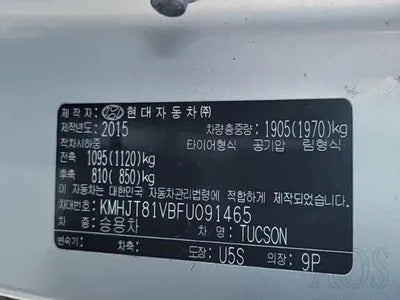 제작자: 현대자동차(주)
제작년도: 2015 차량총중량: 1905(1970)kg
적차시하중 타이어형식 공기압 림형식
전축 1095(1120)kg
후축 810( 850)kg
이 자동차는 대한민국 자동차관리법령에 적합하게 제작
차대번호: KMHJT81VBFU091465
차종: 승용차 차명: TUCSON
변속기: 차축: 도장: U5S 의장: 9P